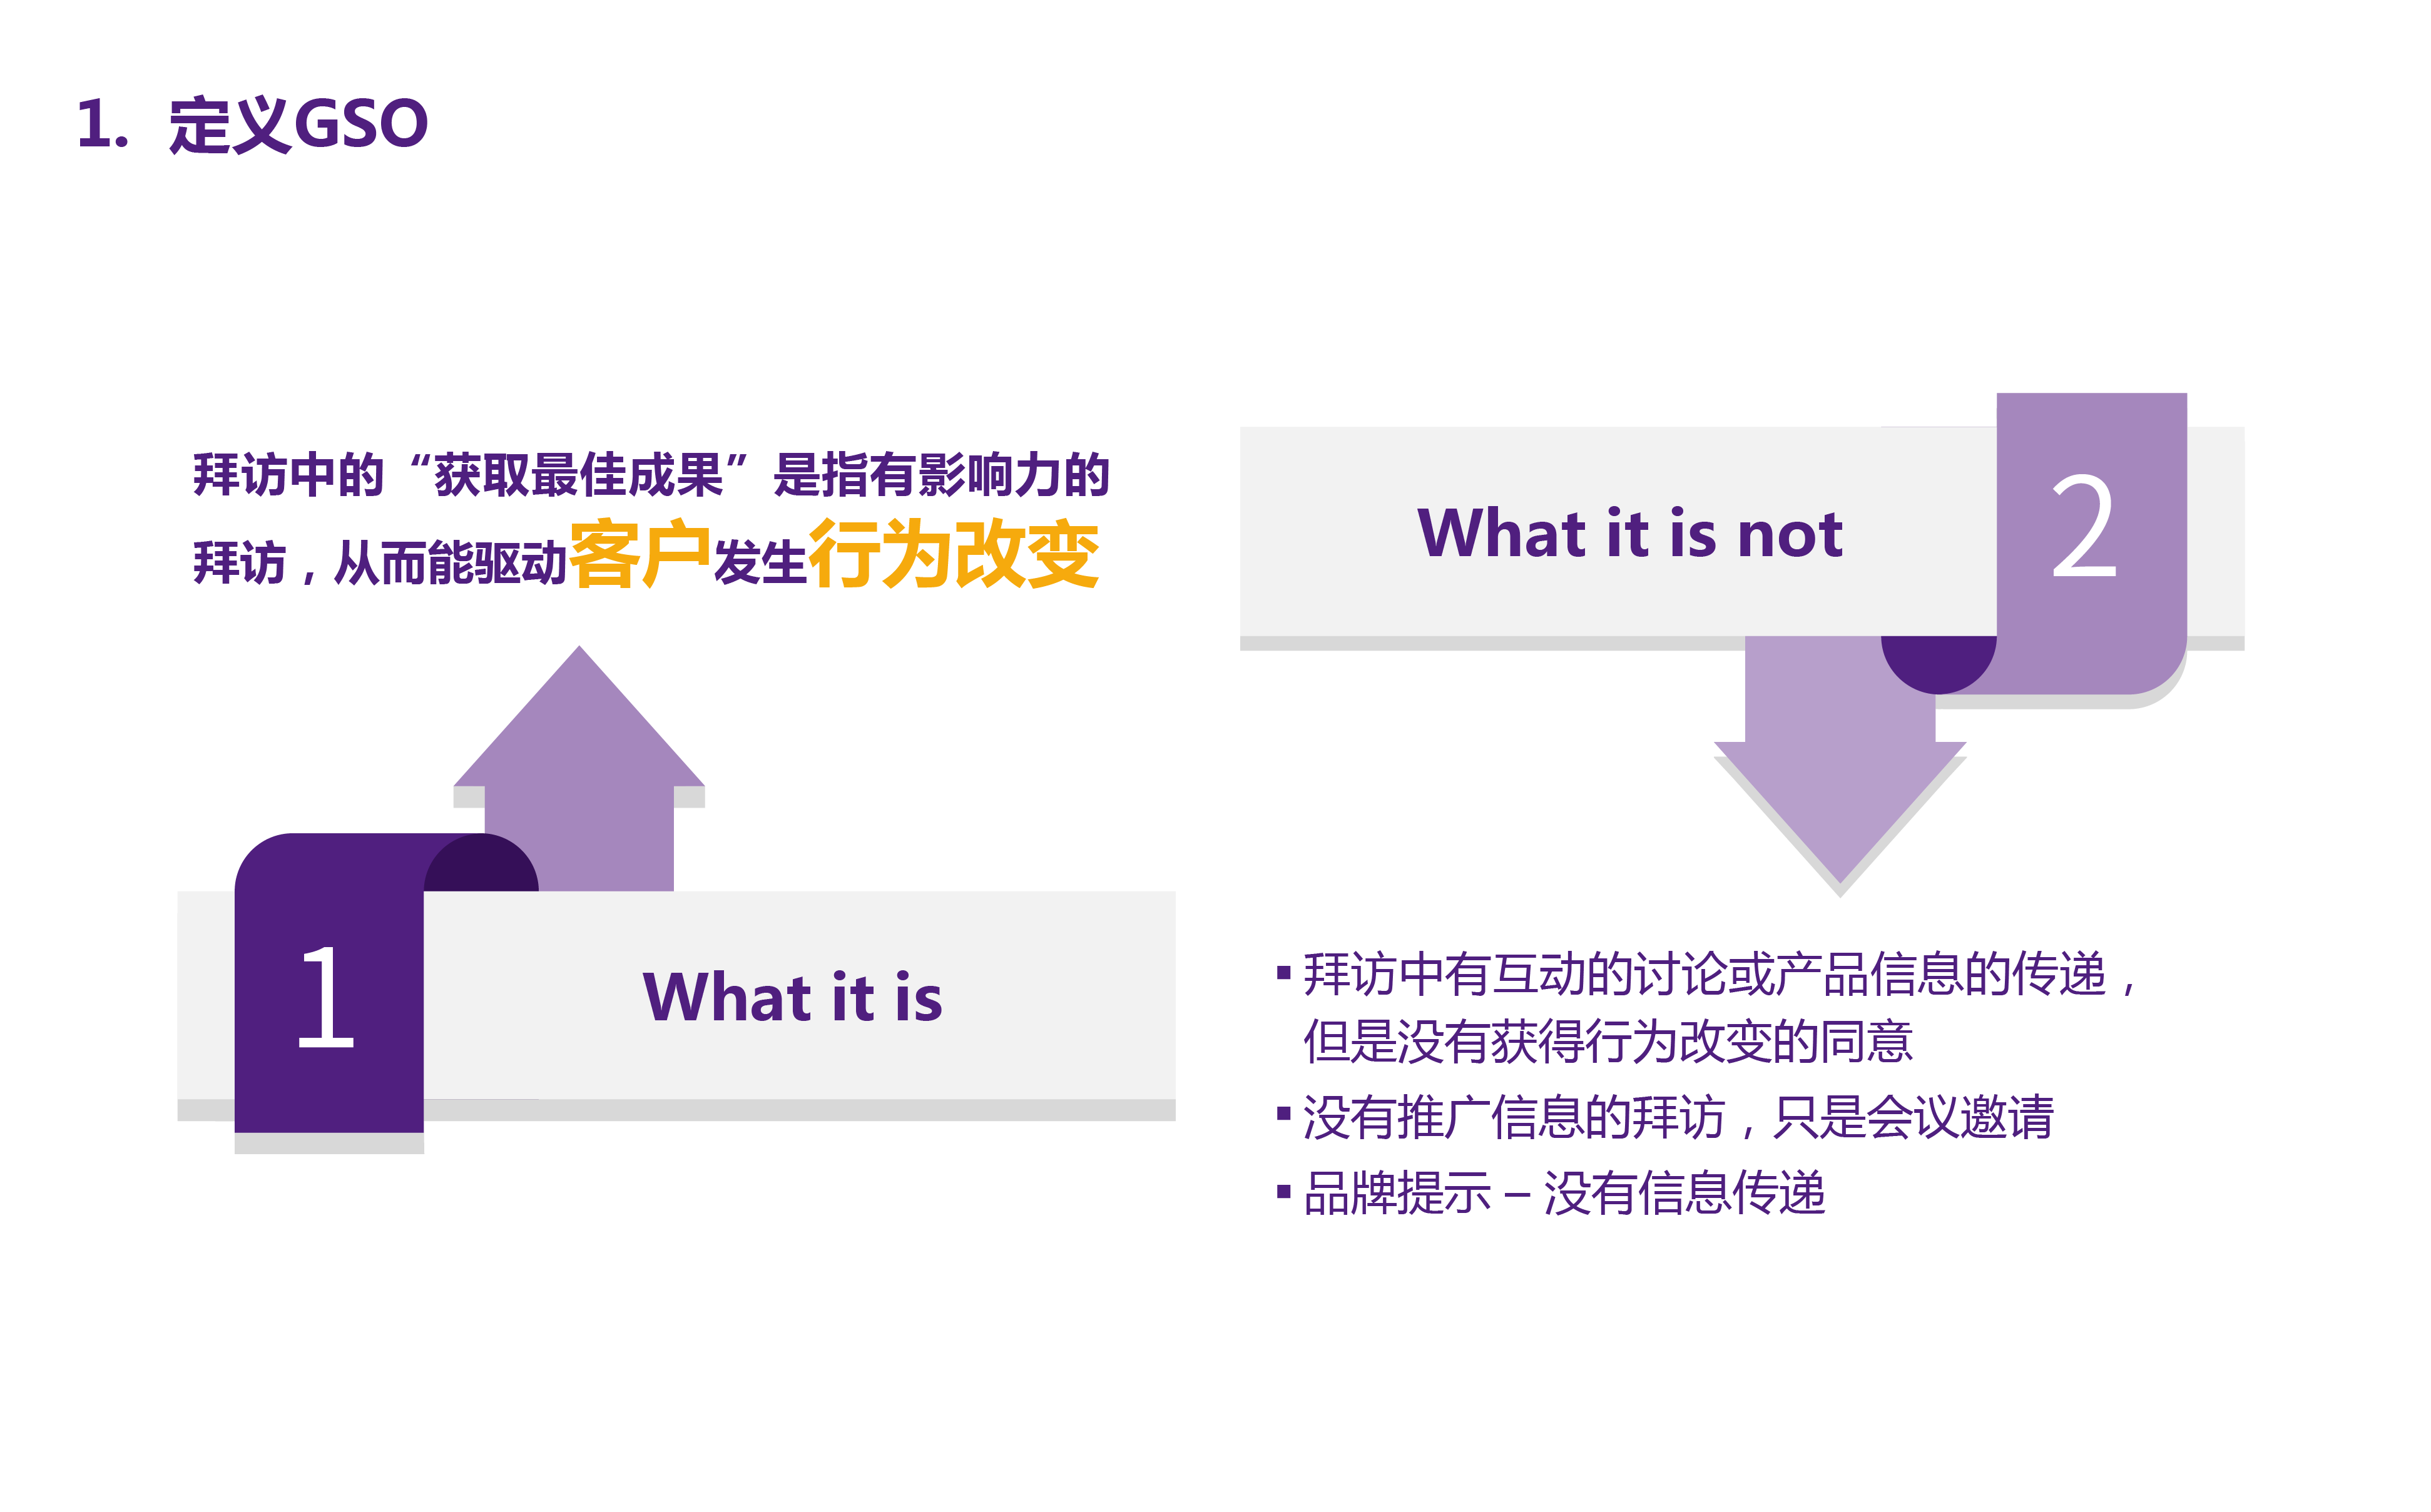 1. 定义GSO
拜访中的“获取最佳成果”是指有影响力的
拜访，从而能驱动客户发生行为改变
1
What it is
What it is not
2
▪ 拜访中有互动的讨论或产品信息的传递，
但是没有获得行为改变的同意
▪ 没有推广信息的拜访，只是会议邀请
▪ 品牌提示 – 没有信息传递